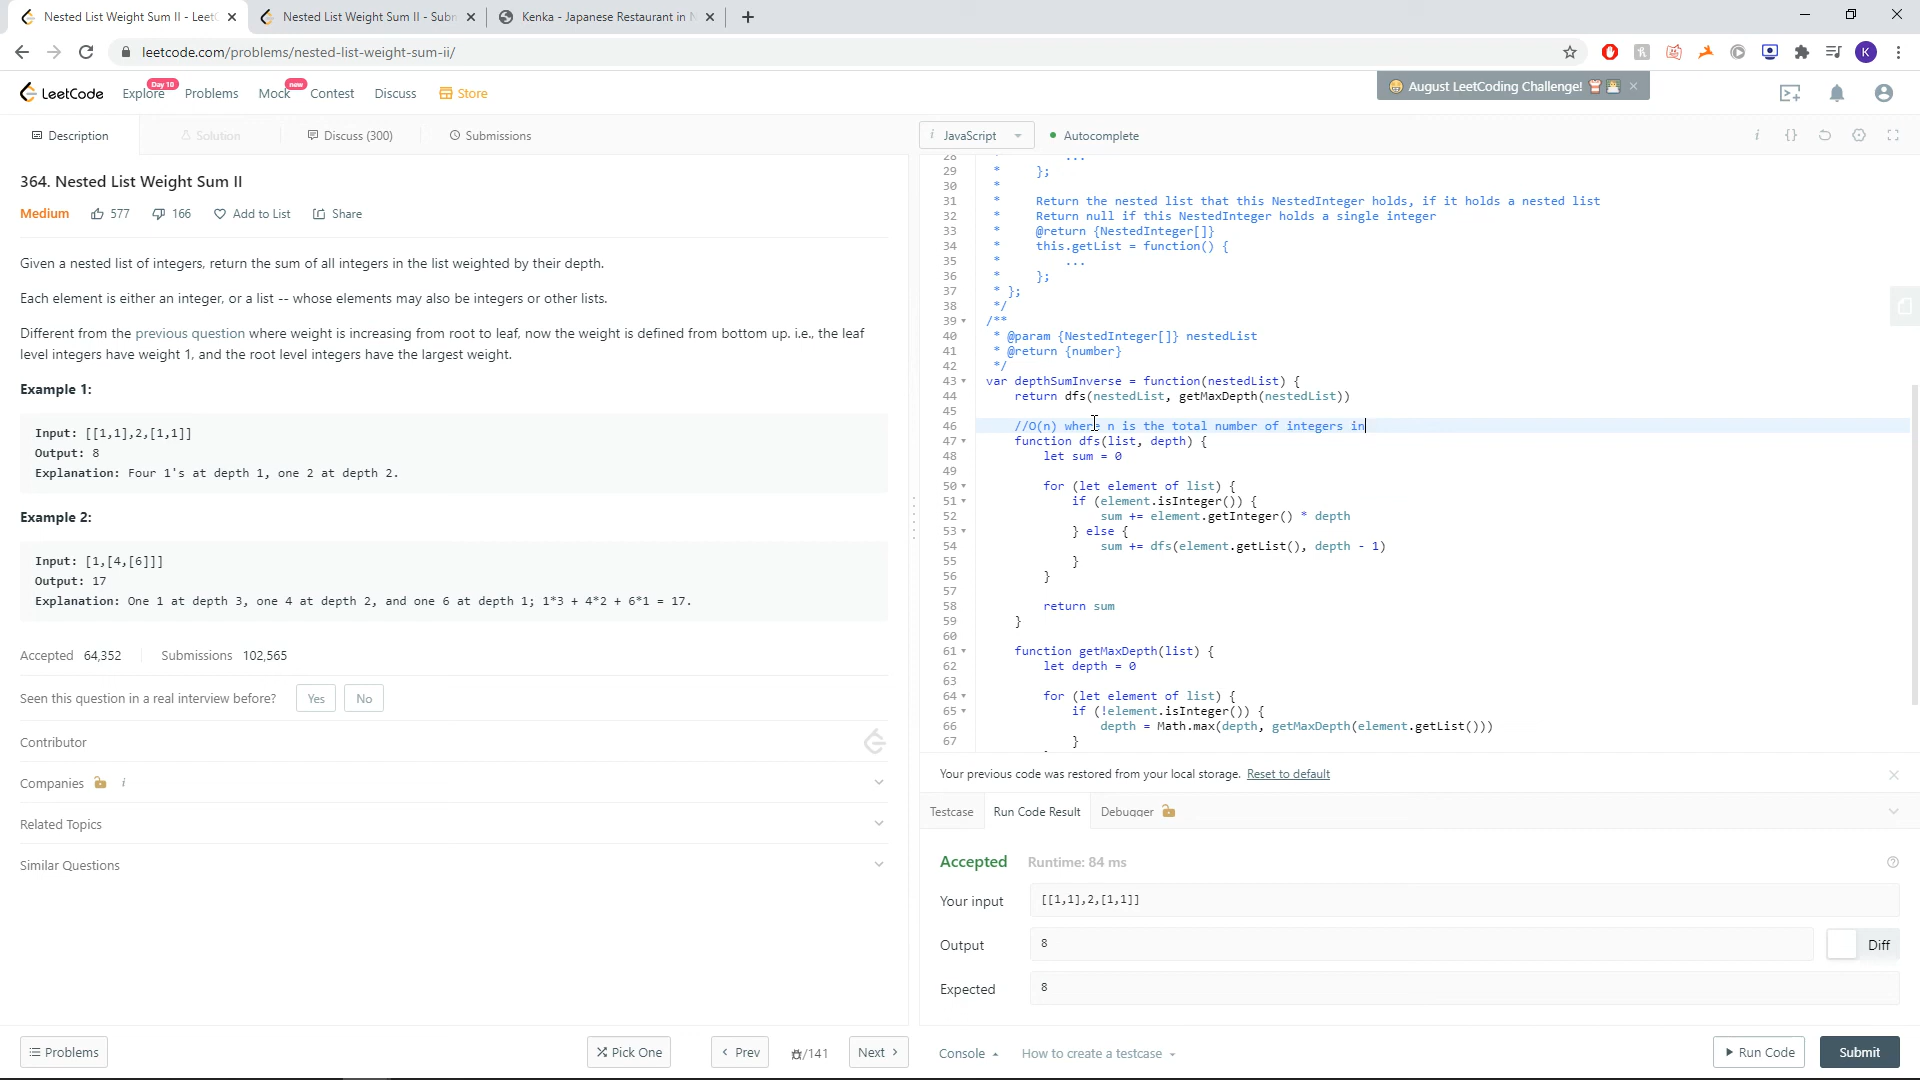 Nested List Weight Sum II - LeetC
Nested List Weight Sum II - Subm
Kenka - Japanese Restaurant in N
leetcode.com/problems/nested-list-weight-sum-ii/
K
LeetCode
Explore
Day 10
Problems
Mock
new
Contest
Discuss
Store
August LeetCoding Challenge!
Description
Solution
Discuss (300)
Submissions
i JavaScript
Autocomplete
i {}
364. Nested List Weight Sum II
Medium 577 166 Add to List Share
Given a nested list of integers, return the sum of all integers in the list weighted by their depth.
Each element is either an integer, or a list -- whose elements may also be integers or other lists.
Different from the previous question where weight is increasing from root to leaf, now the weight is defined from bottom up. i.e., the leaf
level integers have weight 1, and the root level integers have the largest weight.
Example 1:
Input: [[1,1],2,[1,1]]
Output: 8
Explanation: Four 1's at depth 1, one 2 at depth 2.
Example 2:
Input: [1,[4,[6]]]
Output: 17
Explanation: One 1 at depth 3, one 4 at depth 2, and one 6 at depth 1; 1*3 + 4*2 + 6*1 = 17.
Accepted 64,352 Submissions 102,565
Seen this question in a real interview before? Yes No
Contributor
Companies i
Related Topics
Similar Questions
Problems
Pick One
Prev
/141
Next
28 * ...
29 * };
30 *
31 * Return the nested list that this NestedInteger holds, if it holds a nested list
32 * Return null if this NestedInteger holds a single integer
33 * @return {NestedInteger[]}
34 * this.getList = function() {
35 * ...
36 * };
37 * };
38 */
39 /**
40 * @param {NestedInteger[]} nestedList
41 * @return {number}
42 */
43 var depthSumInverse = function(nestedList) {
44 return dfs(nestedList, getMaxDepth(nestedList))
45
46 //O(n) where n is the total number of integers in
47 function dfs(list, depth) {
48 let sum = 0
49
50 for (let element of list) {
51 if (element.isInteger()) {
52 sum += element.getInteger() * depth
53 } else {
54 sum += dfs(element.getList(), depth - 1)
55 }
56 }
57
58 return sum
59 }
60
61 function getMaxDepth(list) {
62 let depth = 0
63
64 for (let element of list) {
65 if (!element.isInteger()) {
66 depth = Math.max(depth, getMaxDepth(element.getList()))
67 }
Your previous code was restored from your local storage. Reset to default
Testcase Run Code Result Debugger
Accepted Runtime: 84 ms
Your input [[1,1],2,[1,1]]
Output 8
Diff
Expected 8
Console
How to create a testcase
Run Code
Submit